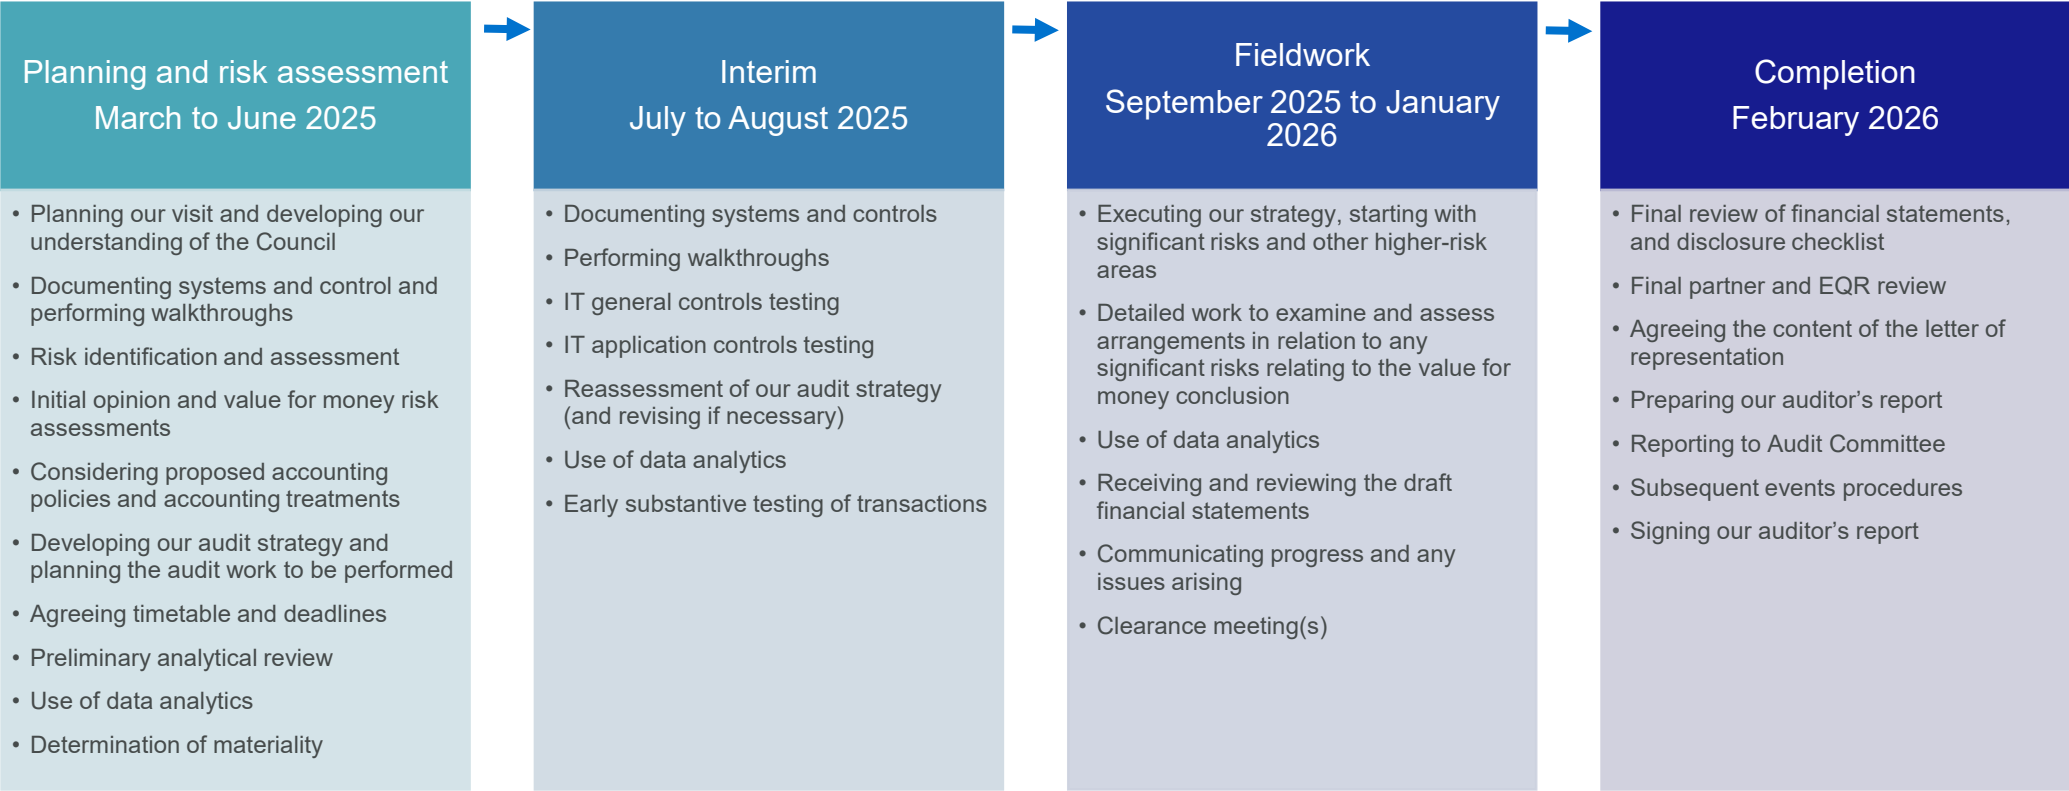 Planning and risk assessment
March to June 2025
• Planning our visit and developing our
understanding of the Council
• Documenting systems and control and
performing walkthroughs
• Risk identification and assessment
• Initial opinion and value for money risk
assessments
• Considering proposed accounting
policies and accounting treatments
• Developing our audit strategy and
planning the audit work to be performed
• Agreeing timetable and deadlines
• Preliminary analytical review
• Use of data analytics
• Determination of materiality
Interim
July to August 2025
• Documenting systems and controls
• Performing walkthroughs
• IT general controls testing
• IT application controls testing
• Reassessment of our audit strategy
(and revising if necessary)
• Use of data analytics
• Early substantive testing of transactions
Fieldwork
September 2025 to January
2026
• Executing our strategy, starting with
significant risks and other higher-risk
areas
• Detailed work to examine and assess
arrangements in relation to any
significant risks relating to the value for
money conclusion
• Use of data analytics
• Receiving and reviewing the draft
financial statements
• Communicating progress and any
issues arising
• Clearance meeting(s)
Completion
February 2026
• Final review of financial statements,
and disclosure checklist
• Final partner and EQR review
• Agreeing the content of the letter of
representation
• Preparing our auditor’s report
• Reporting to Audit Committee
• Subsequent events procedures
• Signing our auditor’s report